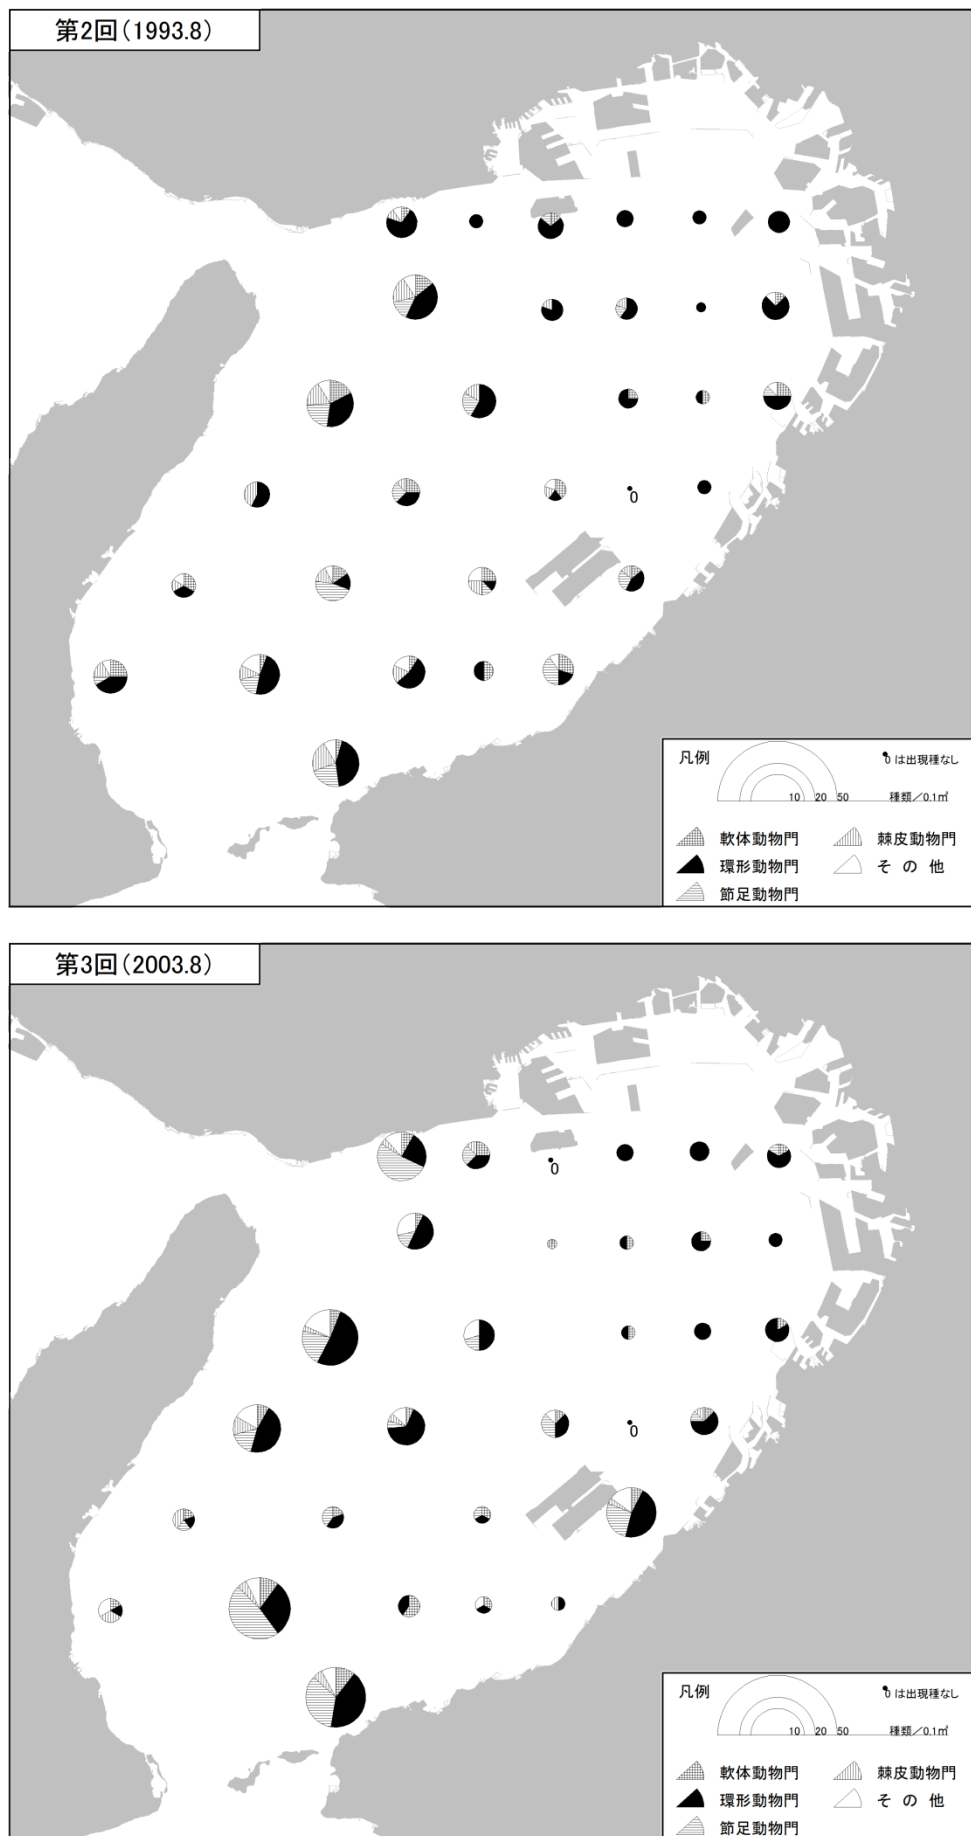 第2回(1993.8)
0
凡例
0 は出現種なし
10 20 50 種類/0.1㎡
軟体動物門 棘皮動物門
環形動物門 その他
節足動物門
第3回(2003.8)
0
0
凡例
0 は出現種なし
10 20 50 種類/0.1㎡
軟体動物門 棘皮動物門
環形動物門 その他
節足動物門